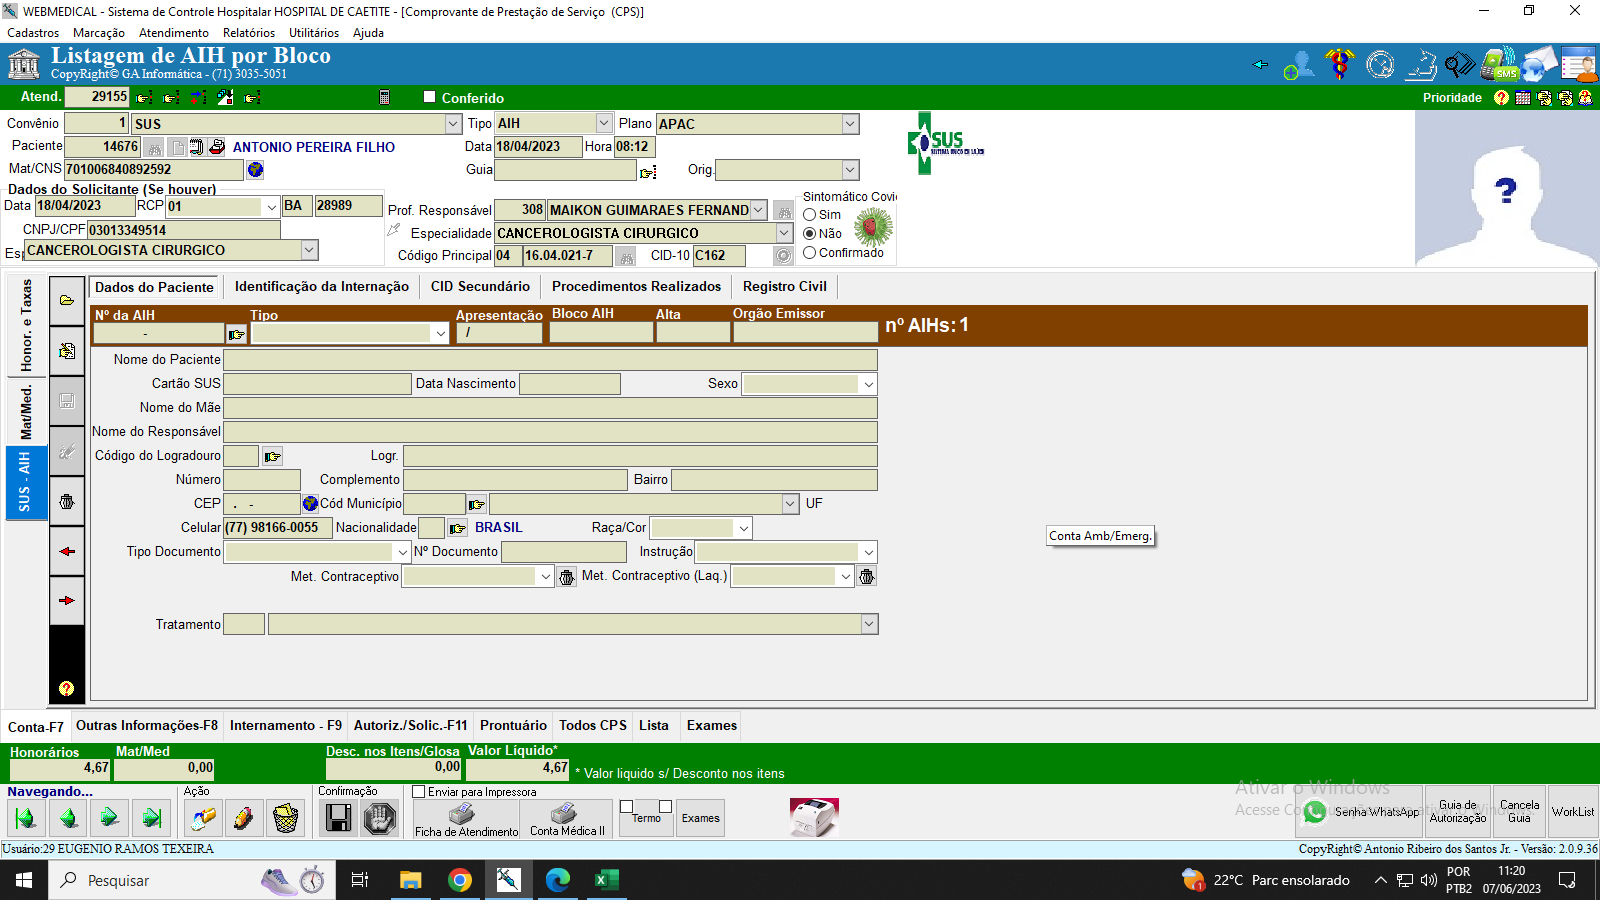 WEBMEDICAL - Sistema de Controle Hospitalar HOSPITAL DE CAETITE - [Comprovante de Prestação de Serviço (CPS)]
Cadastros Marcação Atendimento Relatórios Utilitários Ajuda
Listagem de AIH por Bloco
CopyRight© GA Informática - (71) 3035-5051
SMS
Atend. 29155 Conferido Prioridade
Convênio 1 SUS Tipo AIH Plano APAC
Paciente 14676 ANTONIO PEREIRA FILHO Data 18/04/2023 Hora 08:12
SUS
Mat/CNS 701006840892592 Guia Orig.
Dados do Solicitante (Se houver)
Data 18/04/2023 RCP 01 BA 28989
CNPJ/CPF 03013349514
Esp CANCEROLOGISTA CIRURGICO
Prof. Responsável 308 MAIKON GUIMARAES FERNAND
Especialidade CANCEROLOGISTA CIRURGICO
Código Principal 04 16.04.021-7 CID-10 C162
Sintomático Covi
Sim
Não
Confirmado
Honor. e Taxas
Mat/Med.
SUS - AIH
Dados do Paciente Identificação da Internação CID Secundário Procedimentos Realizados Registro Civil
Nº da AIH Tipo Apresentação Bloco AIH Alta Orgão Emissor nº AIHs: 1
- /
Nome do Paciente
Cartão SUS Data Nascimento Sexo
Nome do Mãe
Nome do Responsável
Código do Logradouro Logr.
Número Complemento Bairro
CEP . - Cód Município UF
Celular (77) 98166-0055 Nacionalidade BRASIL Raça/Cor
Conta Amb/Emerg.
Tipo Documento Nº Documento Instrução
Met. Contraceptivo Met. Contraceptivo (Laq.)
Tratamento
Conta-F7 Outras Informações-F8 Internamento - F9 Autoriz./Solic.-F11 Prontuário Todos CPS Lista Exames
Honorários Mat/Med Desc. nos Itens/Glosa Valor Líquido*
4,67 0,00 0,00 4,67 * Valor liquido s/ Desconto nos itens
Navegando... Ação Confirmação Enviar para Impressora
Ficha de Atendimento Conta Médica II Termo Exames
Ativar o Windows
Senha WhatsApp Guia de Autorização Cancela Guia WorkList
Usuário:29 EUGENIO RAMOS TEXEIRA CopyRight© Antonio Ribeiro dos Santos Jr. - Versão: 2.0.9.36
Pesquisar 22°C Parc ensolarado POR PTB2 11:20 07/06/2023